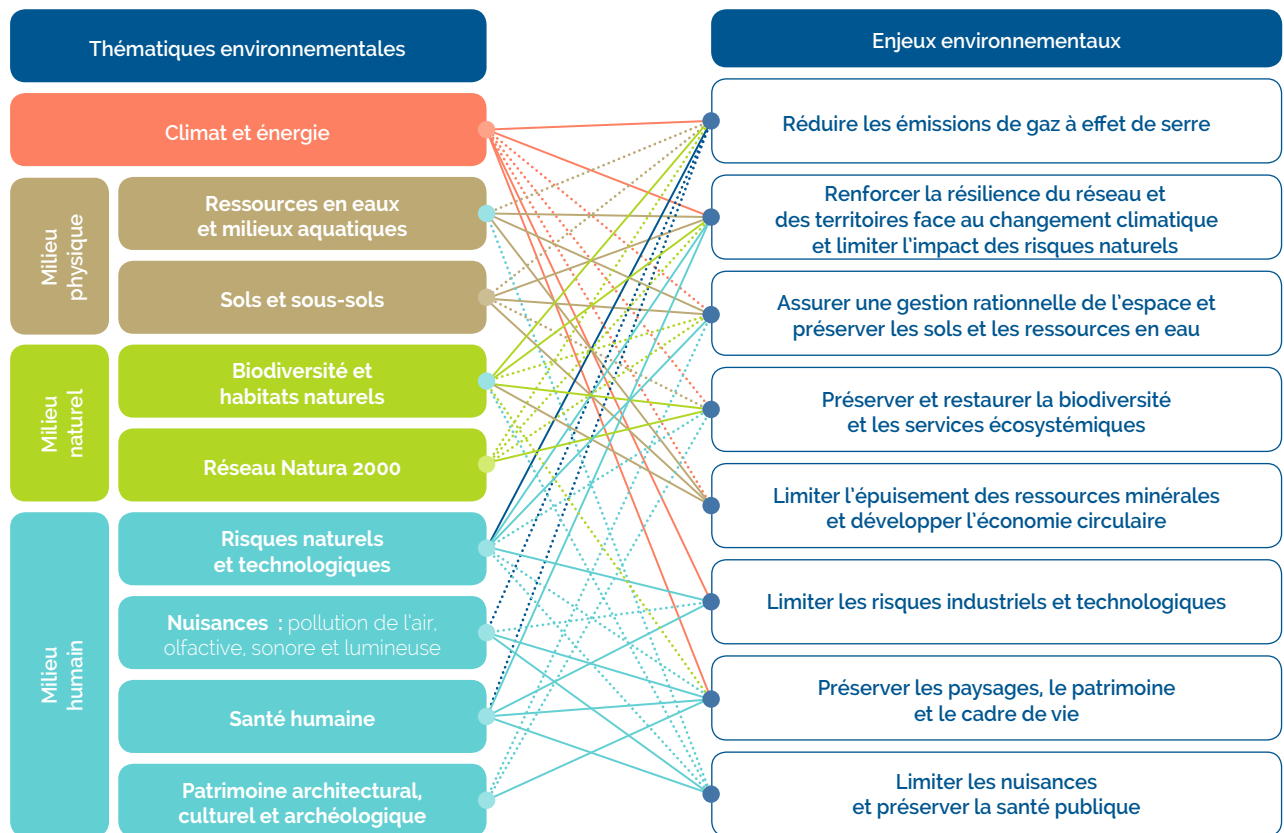 Thématiques environnementales
Climat et énergie
Milieu
physique
Ressources en eaux
et milieux aquatiques
Sols et sous-sols
Milieu
naturel
Biodiversité et
habitats naturels
Réseau Natura 2000
Milieu
humain
Risques naturels
et technologiques
Nuisances : pollution de l'air,
olfactive, sonore et lumineuse
Santé humaine
Patrimoine architectural,
culturel et archéologique
Enjeux environnementaux
Réduire les émissions de gaz à effet de serre
Renforcer la résilience du réseau et
des territoires face au changement climatique
et limiter l'impact des risques naturels
Assurer une gestion rationnelle de l'espace et
préserver les sols et les ressources en eau
Préserver et restaurer la biodiversité
et les services écosystémiques
Limiter l'épuisement des ressources minérales
et développer l'économie circulaire
Limiter les risques industriels et technologiques
Préserver les paysages, le patrimoine
et le cadre de vie
Limiter les nuisances
et préserver la santé publique